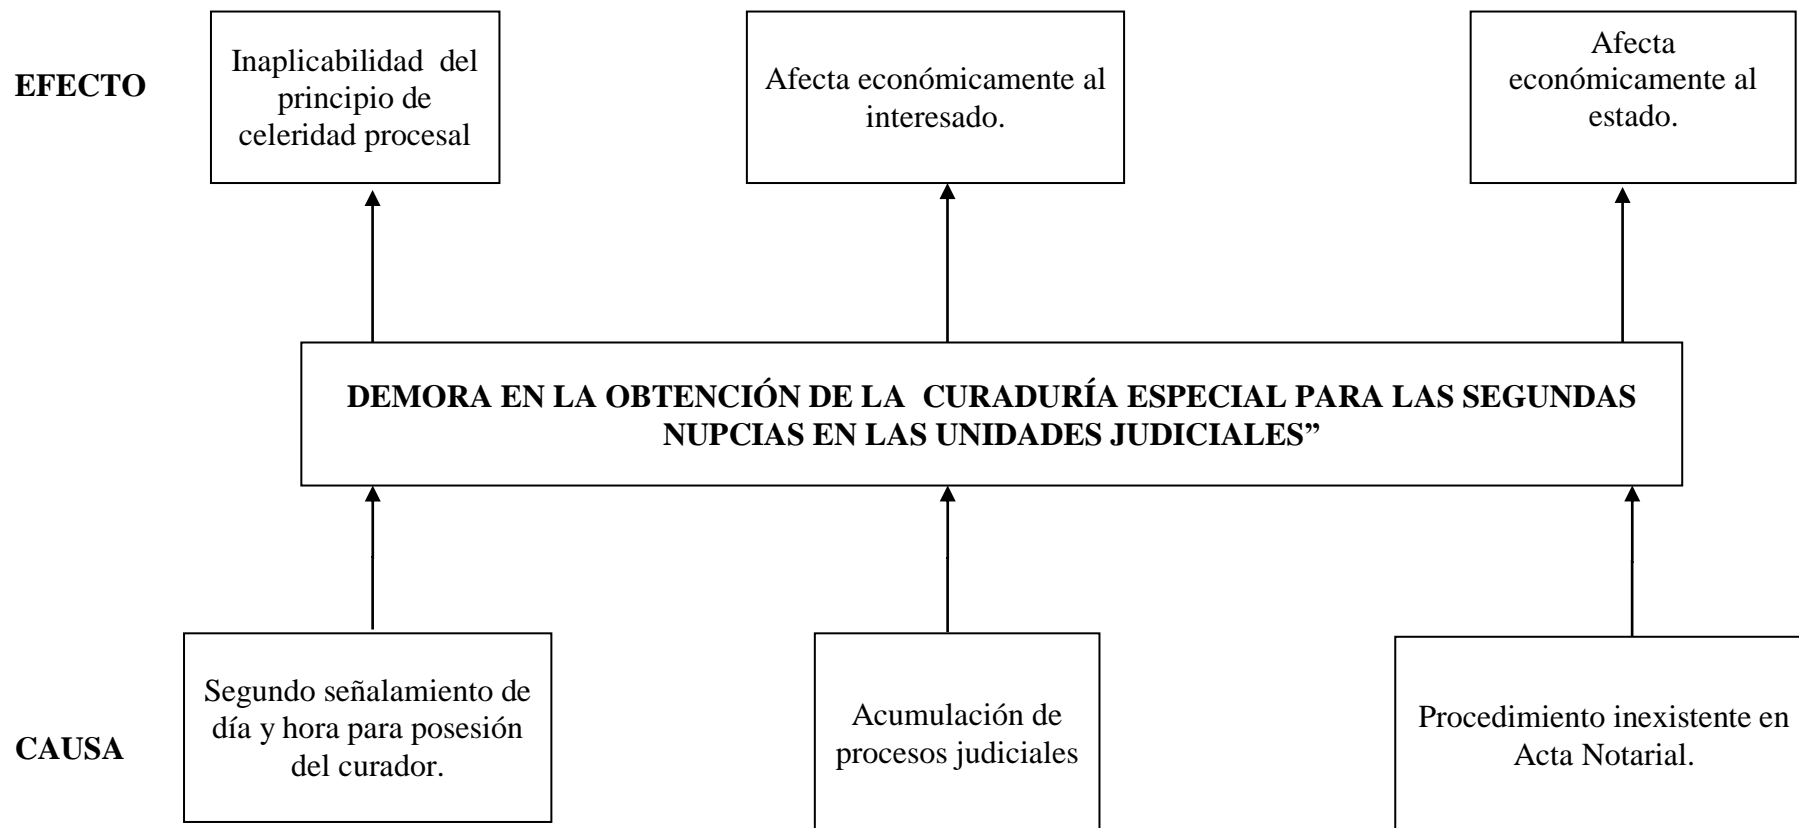 EFECTO
Inaplicabilidad  del
principio de
celeridad procesal
Afecta económicamente al
interesado.
Afecta
económicamente al
estado.
DEMORA EN LA OBTENCIÓN DE LA  CURADURÍA ESPECIAL PARA LAS SEGUNDAS
NUPCIAS EN LAS UNIDADES JUDICIALES”
CAUSA
Segundo señalamiento de
día y hora para posesión
del curador.
Acumulación de
procesos judiciales
Procedimiento inexistente en
Acta Notarial.